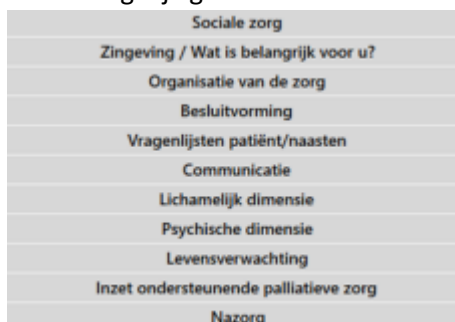 Sociale zorg
Zingeving / Wat is belangrijk voor u?
Organisatie van de zorg
Besluitvorming
Vragenlijsten patiënt/naasten
Communicatie
Lichamelijk dimensie
Psychische dimensie
Levensverwachting
Inzet ondersteunende palliatieve zorg
Nazorg